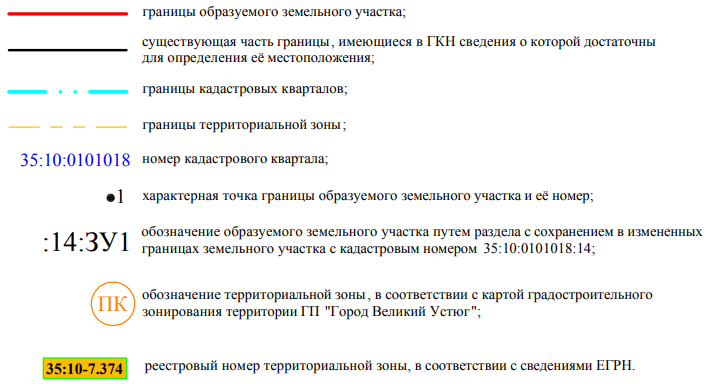 границы образуемого земельного участка;
существующая часть границы, имеющиеся в ГКН сведения о которой достаточны
для определения её местоположения;
границы кадастровых кварталов;
границы территориальной зоны;
35:10:0101018 номер кадастрового квартала;
1 характерная точка границы образуемого земельного участка и её номер;
:14:ЗУ1 обозначение образуемого земельного участка путем раздела с сохранением в измененных
границах земельного участка с кадастровым номером 35:10:0101018:14;
ПК обозначение территориальной зоны, в соответствии с картой градостроительного
зонирования территории ГП "Город Великий Устюг";
35:10-7.374 реестровый номер территориальной зоны, в соответствии с сведениями ЕГРН.